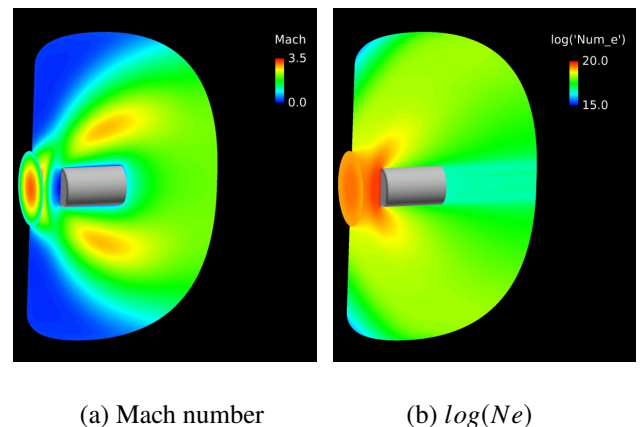 Mach
3.5
0.0
log('Num_e')
20.0
15.0
(a) Mach number
(b) log(Ne)